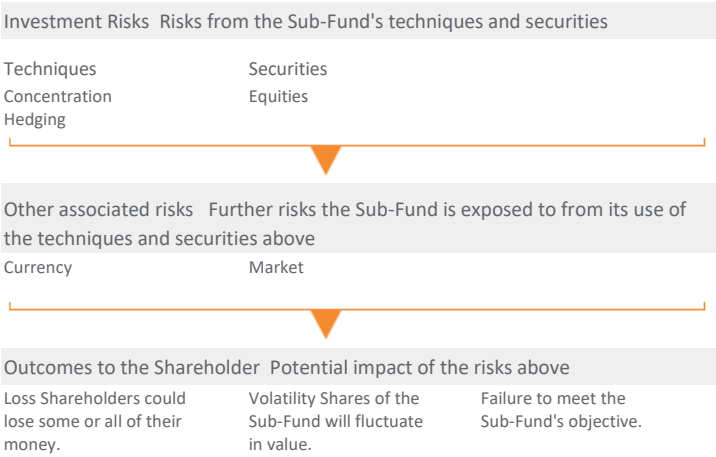 Investment Risks Risks from the Sub-Fund's techniques and securities
Techniques
Concentration
Hedging
Securities
Equities
Other associated risks Further risks the Sub-Fund is exposed to from its use of
the techniques and securities above
Currency
Market
Outcomes to the Shareholder Potential impact of the risks above
Loss Shareholders could
lose some or all of their
money.
Volatility Shares of the
Sub-Fund will fluctuate
in value.
Failure to meet the
Sub-Fund's objective.